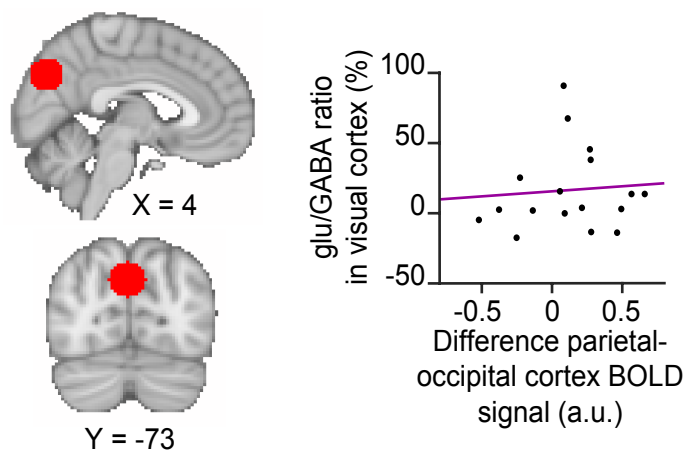 X = 4
Y = -73
glu/GABA ratio
in visual cortex (%)
100
50
0
-50
-0.5
0
0.5
Difference parietal-
occipital cortex BOLD
signal (a.u.)